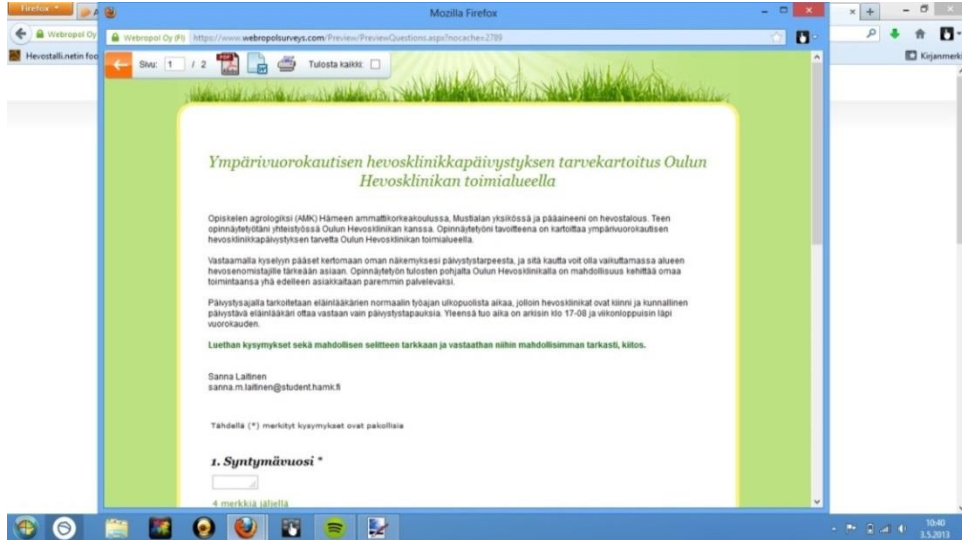 Firefox
Mozilla Firefox
Webropol Oy
Webropol Oy (FI) https://www.webropolsurveys.com/Preview/PreviewQuestions.aspx?nocache=2789
Hevostalli.netin foo
Kirjanmerki
Sivu: 1 / 2 Tulosta kaikki:
Ympärivuorokautisen hevosklinikkapäivystyksen tarvekartoitus Oulun
Hevosklinikan toimialueella
Opiskelen agrologiksi (AMK) Hämeen ammattikorkeakoulussa, Mustialan yksikössä ja pääaineeni on hevostalous. Teen
opinnäytetyötäni yhteistyössä Oulun Hevosklinikan kanssa. Opinnäytetyöni tavoitteena on kartoittaa ympärivuorokautisen
hevosklinikkapäivystyksen tarvetta Oulun Hevosklinikan toimialueella.
Vastaamalla kyselyyn pääset kertomaan oman näkemyksesi päivystystarpeesta, ja sitä kautta voit olla vaikuttamassa alueen
hevosenomistajille tärkeään asiaan. Opinnäytetyön tulosten pohjalta Oulun Hevosklinikalla on mahdollisuus kehittää omaa
toimintaansa yhä edelleen asiakkaitaan paremmin palvelevaksi.
Päivystysajalla tarkoitetaan eläinlääkärien normaalin työajan ulkopuolista aikaa, jolloin hevosklinikat ovat kiinni ja kunnallinen
päivystävä eläinlääkäri ottaa vastaan vain päivystystapauksia. Yleensä tuo aika on arkisin klo 17-08 ja viikonloppuisin läpi
vuorokauden.
Luethan kysymykset sekä mahdollisen selitteen tarkkaan ja vastaathan niihin mahdollisimman tarkasti, kiitos.
Sanna Laitinen
sanna.m.laitinen@student.hamk.fi
Tähdellä (*) merkityt kysymykset ovat pakollisia
1. Syntymävuosi *
4 merkkiä jäljellä
10:40
3.5.2013